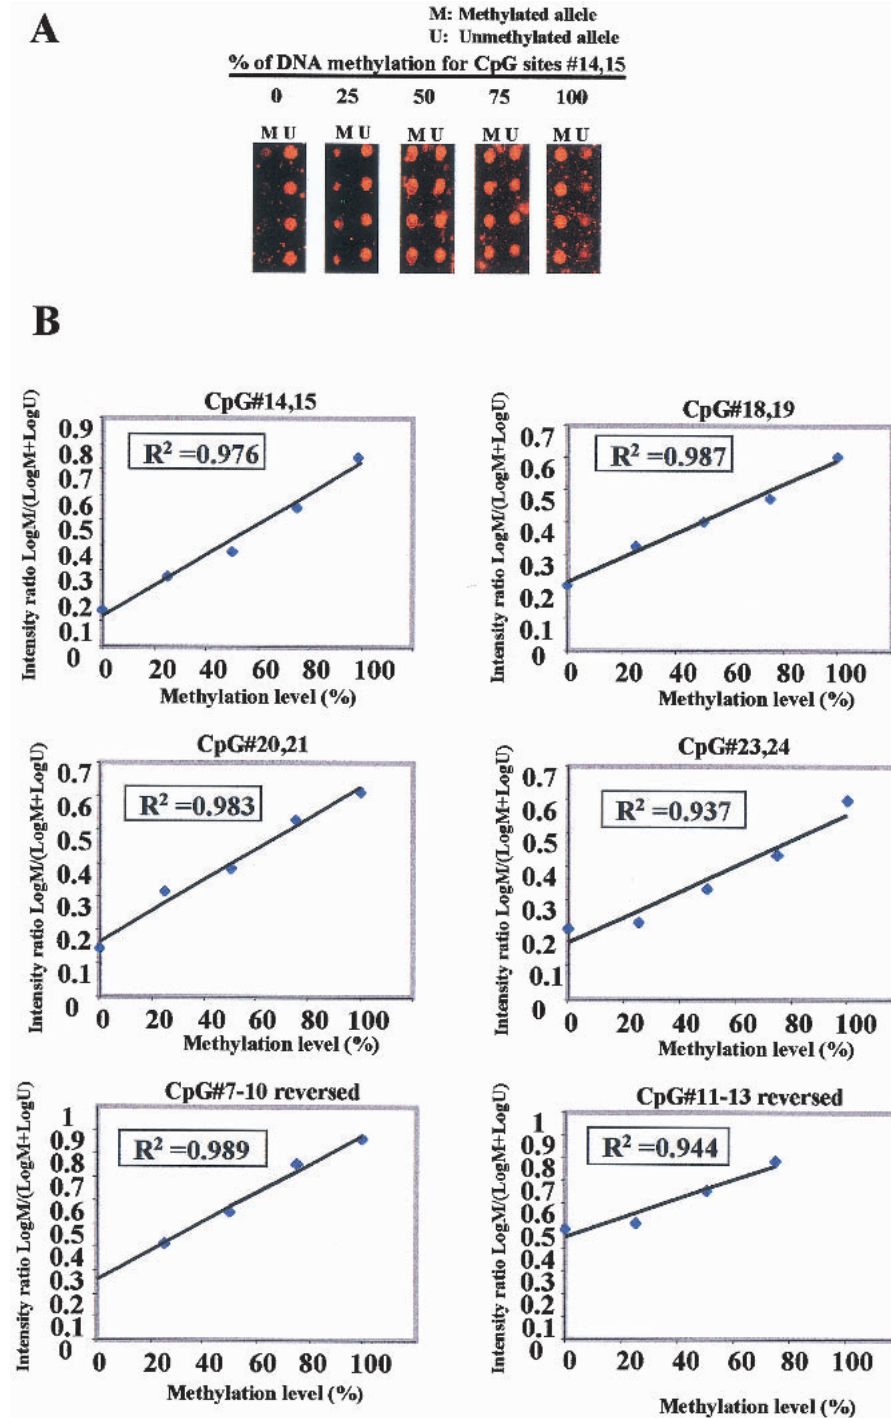 A
M: Methylated allele
U: Unmethylated allele
% of DNA methylation for CpG sites #14,15
0 25 50 75 100
M U M U M U M U M U
B
CpG#14,15
Intensity ratio LogM/(LogM+LogU)
0.9
0.8
0.7
0.6
0.5
0.4
0.3
0.2
0.1
0
R² =0.976
0 20 40 60 80 100
Methylation level (%)
CpG#18,19
Intensity ratio LogM/(LogM+LogU)
0.7
0.6
0.5
0.4
0.3
0.2
0.1
0
R² =0.987
0 20 40 60 80 100
Methylation level (%)
CpG#20,21
Intensity ratio LogM/(LogM+LogU)
0.7
0.6
0.5
0.4
0.3
0.2
0.1
0
R² =0.983
0 20 40 60 80 100
Methylation level (%)
CpG#23,24
Intensity ratio LogM/(LogM+LogU)
0.7
0.6
0.5
0.4
0.3
0.2
0.1
0
R² =0.937
0 20 40 60 80 100
Methylation level (%)
CpG#7-10 reversed
Intensity ratio LogM/(LogM+LogU)
1
0.9
0.8
0.7
0.6
0.5
0.4
0.3
0.2
0.1
0
R² =0.989
0 20 40 60 80 100
Methylation level (%)
CpG#11-13 reversed
Intensity ratio LogM/(LogM+LogU)
1
0.9
0.8
0.7
0.6
0.5
0.4
0.3
0.2
0.1
0
R² =0.944
0 20 40 60 80 100
Methylation level (%)